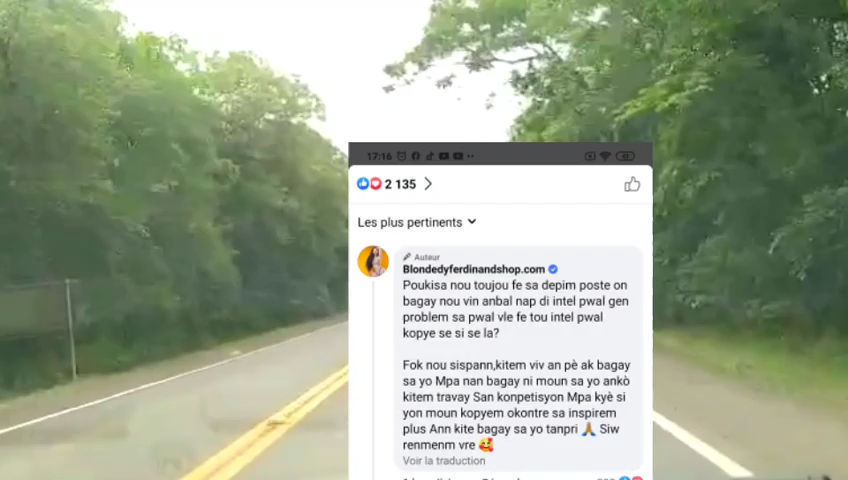 17:16
2 135
Les plus pertinents
Auteur
Blondedyferdinandshop.com
Poukisa nou toujou fe sa depim poste on
bagay nou vin anbal nap di intel pwal gen
problem sa pwal vle fe tou intel pwal
kopye se si se la?
Fok nou sispann,kitem viv an pè ak bagay
sa yo Mpa nan bagay ni moun sa yo ankò
kitem travay San konpetisyon Mpa kyè si
yon moun kopyem okontre sa inspirem
plus Ann kite bagay sa yo tanpri 🙏 Siw
renmenm vre 🥰
Voir la traduction